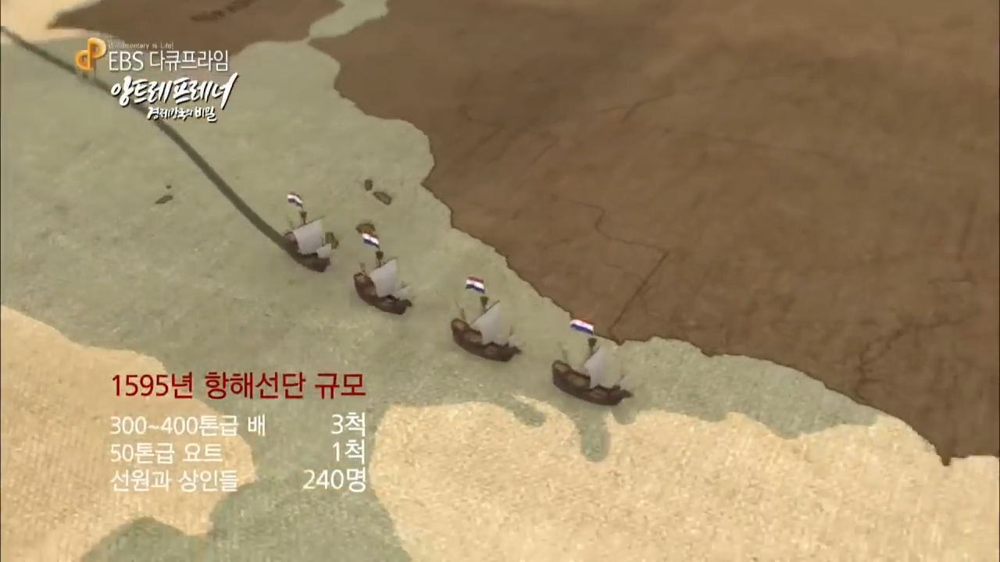 [Documentary is Life]
EBS 다큐프라임
앙트레프레너
경제강국의 비밀
1595년 항해선단 규모
300~400톤급 배 3척
50톤급 요트 1척
선원과 상인들 240명